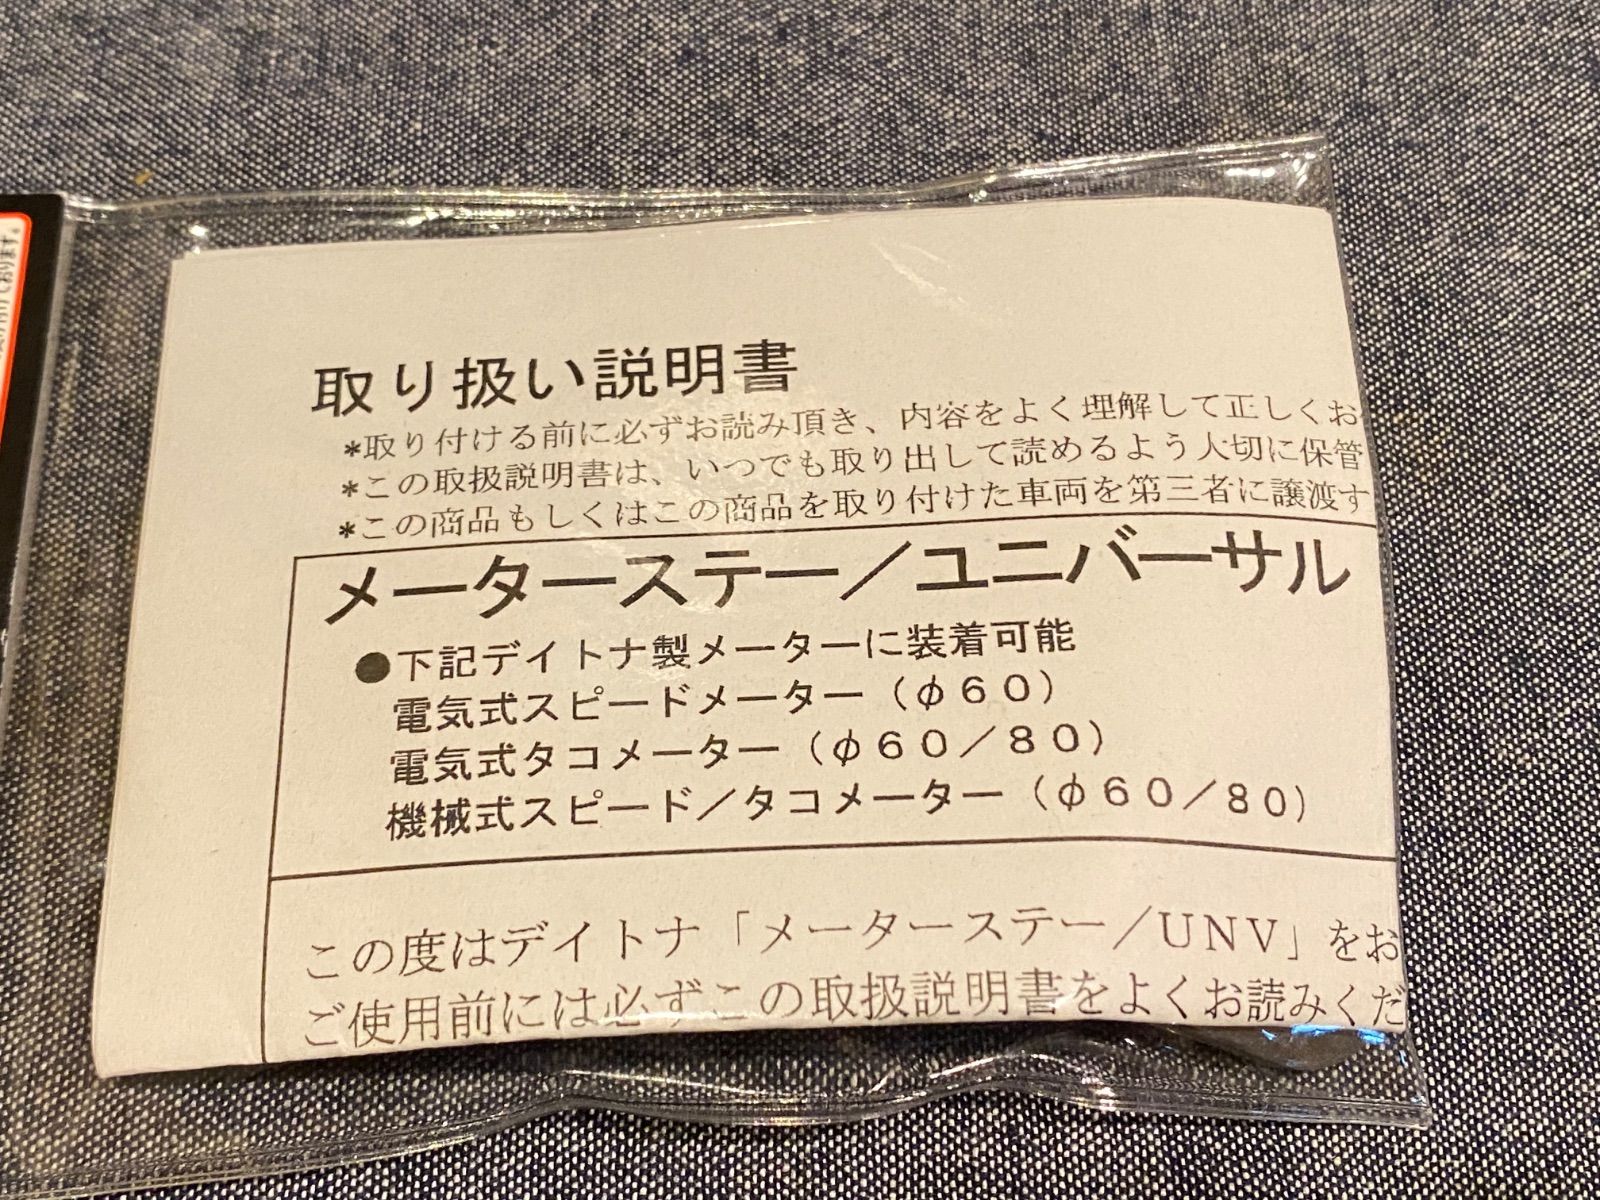 取り扱い説明書
*取り付ける前に必ずお読み頂き、内容をよく理解して正しくお
*この取扱説明書は、いつでも取り出して読めるよう大切に保管
*この商品もしくはこの商品を取り付けた車両を第三者に譲渡す
メーターステー／ユニバーサル
●下記デイトナ製メーターに装着可能
電気式スピードメーター（φ６０）
電気式タコメーター（φ６０／８０）
機械式スピード／タコメーター（φ６０／８０）
この度はデイトナ「メーターステー／UNV」をお
ご使用前には必ずこの取扱説明書をよくお読みくだ
ております。